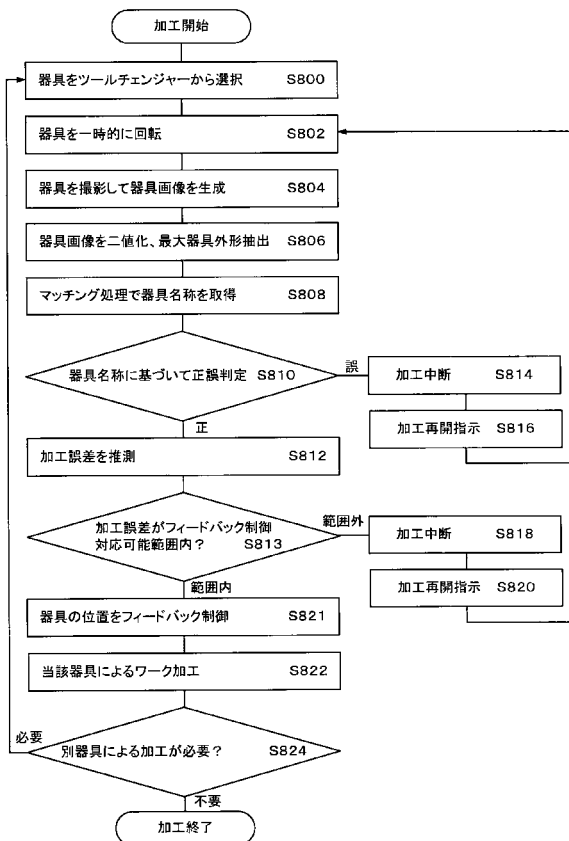 加工開始
器具をツールチェンジャーから選択 S800
器具を一時的に回転 S802
器具を撮影して器具画像を生成 S804
器具画像を二値化、最大器具外形抽出 S806
マッチング処理で器具名称を取得 S808
器具名称に基づいて正誤判定 S810
誤
加工中断 S814
加工再開指示 S816
正
加工誤差を推測 S812
加工誤差がフィードバック制御
対応可能範囲内? S813
範囲外
加工中断 S818
加工再開指示 S820
範囲内
器具の位置をフィードバック制御 S821
当該器具によるワーク加工 S822
必要
別器具による加工が必要? S824
不要
加工終了